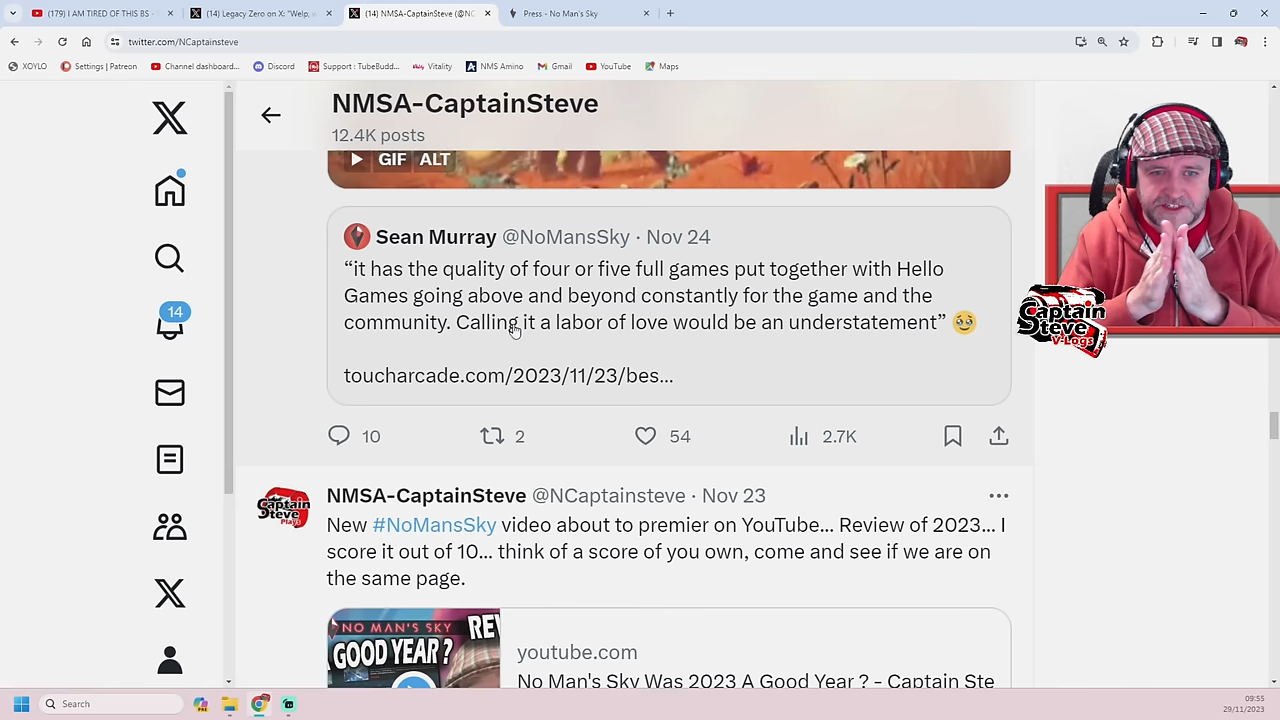 (179) I AM TIRED OF THIS BS -
(14) Legacy Zero on X: "Welp,
(14) NMSA-CaptainSteve (@NC
Press - No Man's Sky
twitter.com/NCaptainsteve
XOYLO
Settings | Patreon
Channel dashboard...
Discord
Support : TubeBudd...
Vitality
NMS Amino
Gmail
YouTube
Maps
NMSA-CaptainSteve
12.4K posts
GIF ALT
Sean Murray @NoMansSky · Nov 24
“it has the quality of four or five full games put together with Hello
Games going above and beyond constantly for the game and the
community. Calling it a labor of love would be an understatement” 🥹
toucharcade.com/2023/11/23/bes...
14
10 2 54 2.7K
Captain
Steve
V-Logs
Captain
Steve
Plays
NMSA-CaptainSteve @NCaptainsteve · Nov 23
New #NoMansSky video about to premier on YouTube... Review of 2023... I
score it out of 10... think of a score of you own, come and see if we are on
the same page.
NO MAN'S SKY REV
GOOD YEAR?
youtube.com
No Man's Sky Was 2023 A Good Year ? - Captain Ste
Search
09:55
29/11/2023